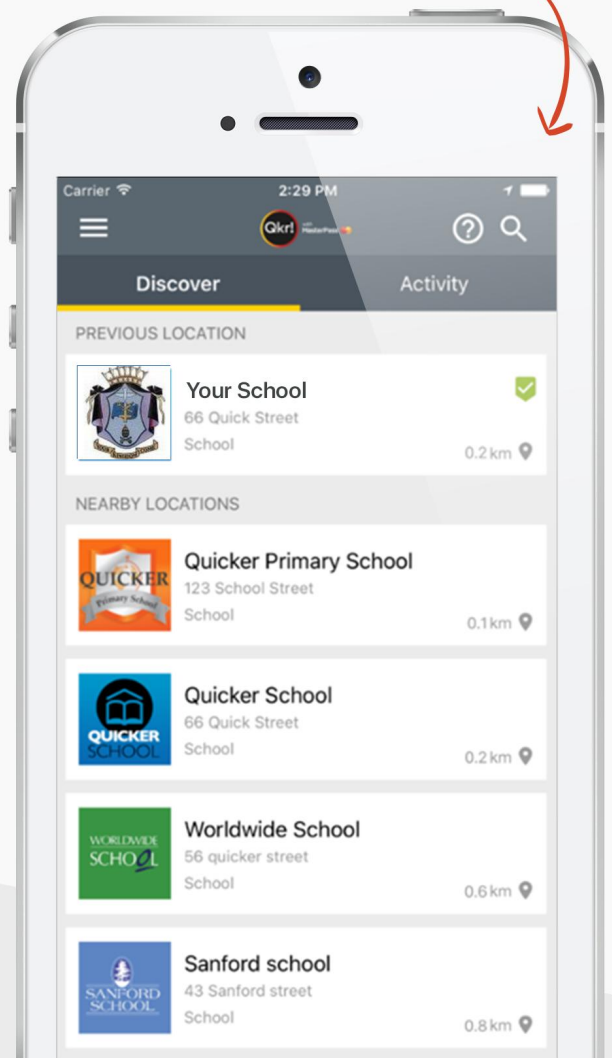 Carrier
2:29 PM
Qkr! with MasterPass
Discover
Activity
PREVIOUS LOCATION
Your School
66 Quick Street
School
0.2 km
NEARBY LOCATIONS
QUICKER
Primary School
Quicker Primary School
123 School Street
School
0.1 km
QUICKER
SCHOOL
Quicker School
66 Quick Street
School
0.2 km
WORLDWIDE
SCHOOL
Worldwide School
56 quicker street
School
0.6 km
SANFORD
SCHOOL
Sanford school
43 Sanford street
School
0.8 km